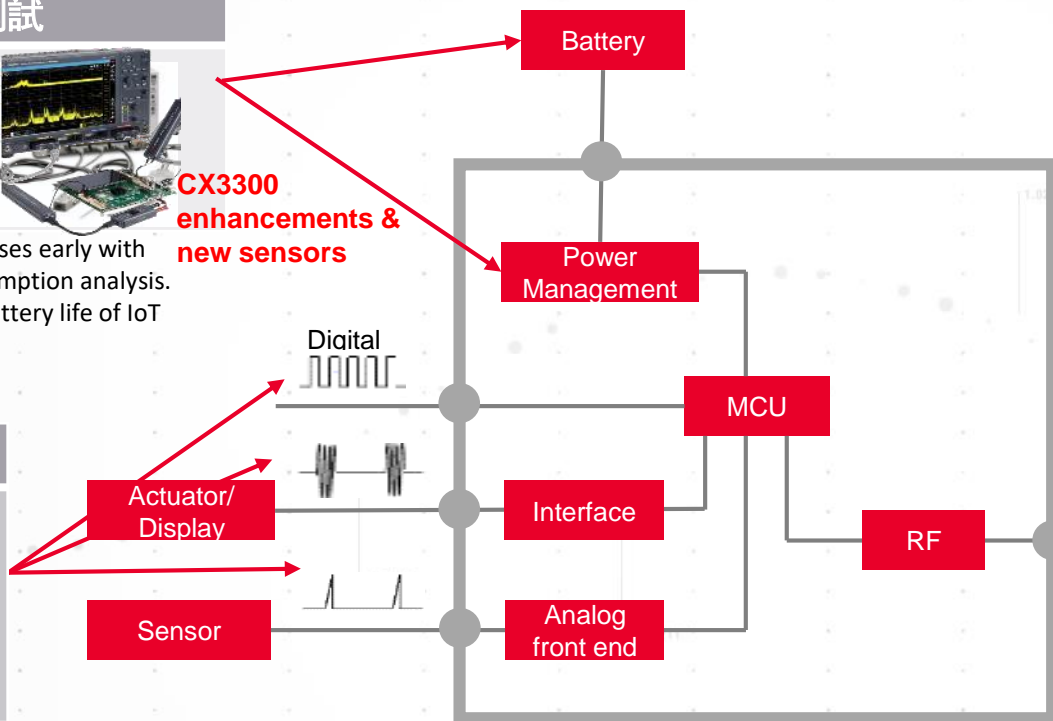 試
Battery
CX3300
enhancements &
new sensors
ses early with
mption analysis.
ttery life of IoT
Power
Management
Digital
MCU
Actuator/
Display
Interface
RF
Sensor
Analog
front end